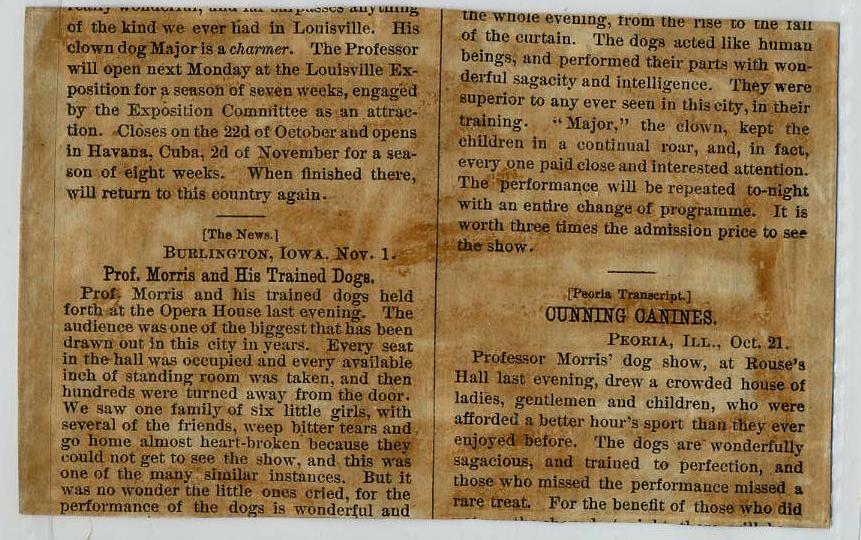 really wonderful, and far surpasses anything
of the kind we ever had in Louisville. His
clown dog Major is a charmer. The Professor
will open next Monday at the Louisville Ex-
position for a season of seven weeks, engaged
by the Exposition Committee as an attrac-
tion. Closes on the 22d of October and opens
in Havana, Cuba, 2d of November for a sea-
son of eight weeks. When finished there,
will return to this country again.
[The News.]
BURLINGTON, IOWA. Nov. 1.
Prof. Morris and His Trained Dogs.
Prof. Morris and his trained dogs held
forth at the Opera House last evening. The
audience was one of the biggest that has been
drawn out in this city in years. Every seat
in the hall was occupied and every available
inch of standing room was taken, and then
hundreds were turned away from the door.
We saw one family of six little girls, with
several of the friends, weep bitter tears and
go home almost heart-broken because they
could not get to see the show, and this was
one of the many similar instances. But it
was no wonder the little ones cried, for the
performance of the dogs is wonderful and
the whole evening, from the rise to the fall
of the curtain. The dogs acted like human
beings, and performed their parts with won-
derful sagacity and intelligence. They were
superior to any ever seen in this city, in their
training. "Major," the clown, kept the
children in a continual roar, and, in fact,
every one paid close and interested attention.
The performance will be repeated to-night
with an entire change of programme. It is
worth three times the admission price to see
the show.
[Peoria Transcript.]
CUNNING CANINES.
PEORIA, ILL., Oct. 21.
Professor Morris' dog show, at Rouse's
Hall last evening, drew a crowded house of
ladies, gentlemen and children, who were
afforded a better hour's sport than they ever
enjoyed before. The dogs are wonderfully
sagacious, and trained to perfection, and
those who missed the performance missed a
rare treat. For the benefit of those who did